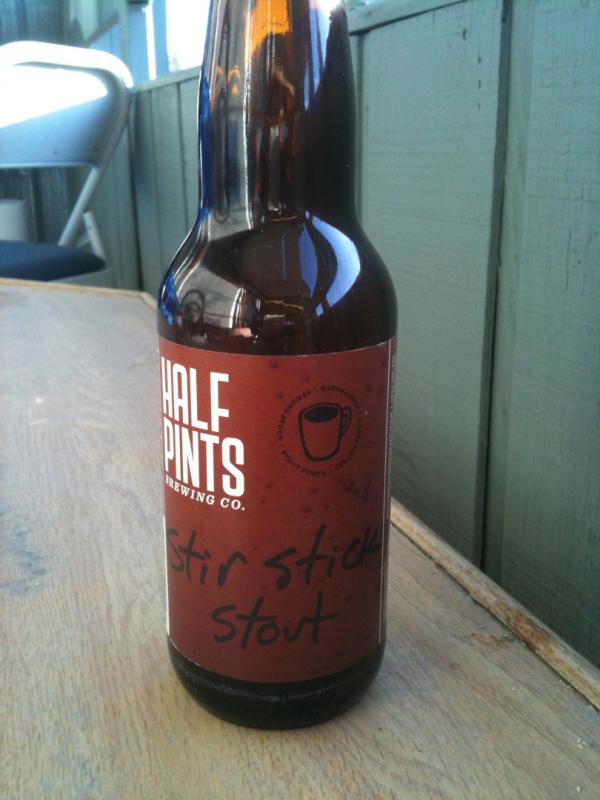 HALF
PINTS
BREWING CO.
stir stick
stout